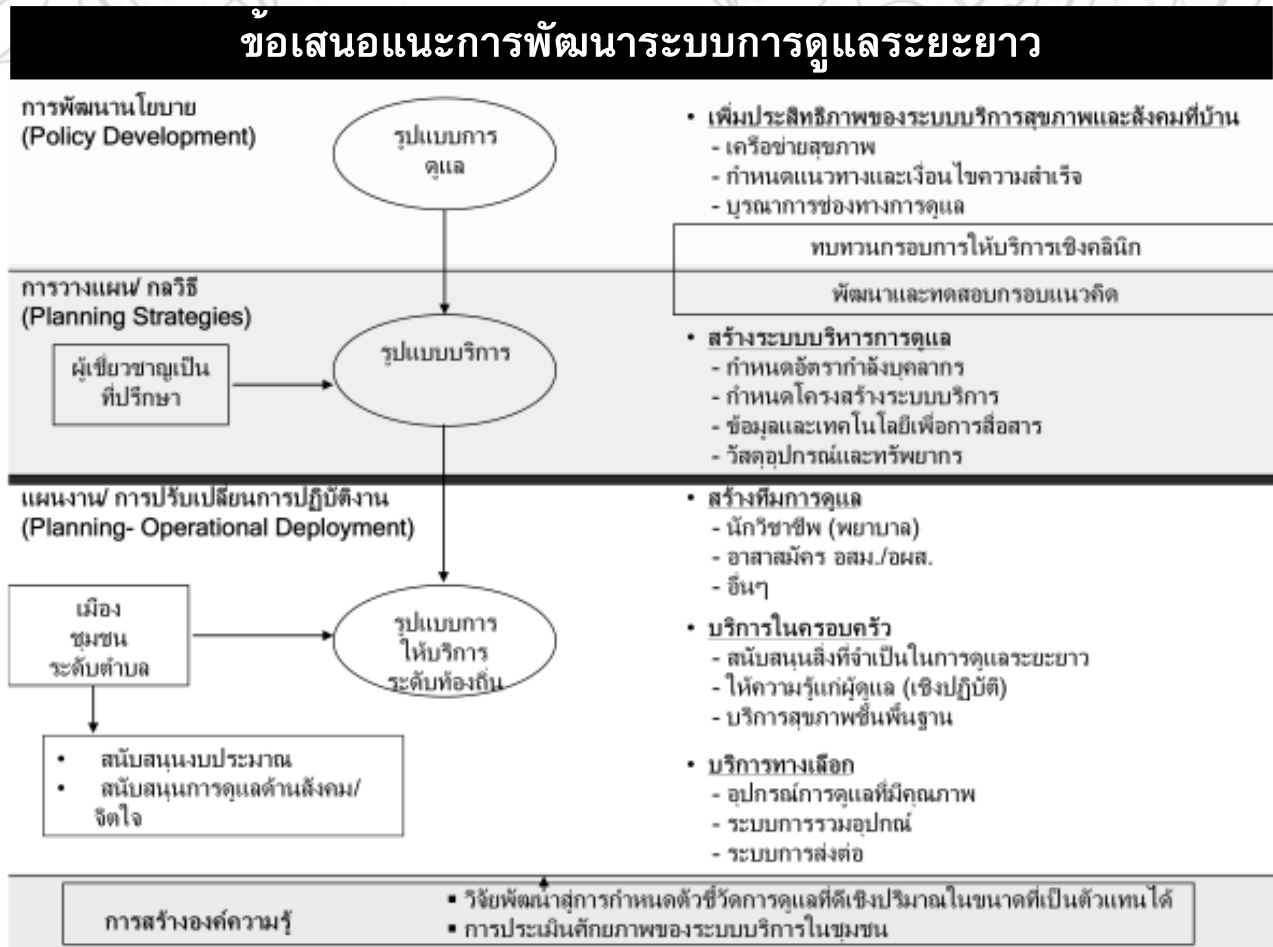 ข้อเสนอแนะการพัฒนาระบบการดูแลระยะยาว
การพัฒนานโยบาย
(Policy Development)
รูปแบบการ
ดูแล
• เพิ่มประสิทธิภาพของระบบบริการสุขภาพและสังคมที่บ้าน
- เครือข่ายสุขภาพ
- กำหนดแนวทางและเงื่อนไขความสำเร็จ
- บูรณาการช่องทางการดูแล
ทบทวนกรอบการให้บริการเชิงคลินิก
การวางแผน/ กลวิธี
(Planning Strategies)
ผู้เชี่ยวชาญเป็น
ที่ปรึกษา
รูปแบบบริการ
พัฒนาและทดสอบกรอบแนวคิด
• สร้างระบบบริหารการดูแล
- กำหนดอัตรากำลังบุคลากร
- กำหนดโครงสร้างระบบบริการ
- ข้อมูลและเทคโนโลยีเพื่อการสื่อสาร
- วัสดุอุปกรณ์และทรัพยากร
แผนงาน/ การปรับเปลี่ยนการปฏิบัติงาน
(Planning- Operational Deployment)
เมือง
ชุมชน
ระดับตำบล
รูปแบบการ
ให้บริการ
ระดับท้องถิ่น
• สนับสนุนงบประมาณ
• สนับสนุนการดูแลด้านสังคม/
จิตใจ
• สร้างทีมการดูแล
- นักวิชาชีพ (พยาบาล)
- อาสาสมัคร อสม./อผส.
- อื่นๆ
• บริการในครอบครัว
- สนับสนุนสิ่งที่จำเป็นในการดูแลระยะยาว
- ให้ความรู้แก่ผู้ดูแล (เชิงปฏิบัติ)
- บริการสุขภาพขั้นพื้นฐาน
• บริการทางเลือก
- อุปกรณ์การดูแลที่มีคุณภาพ
- ระบบการรวมอุปกณ์
- ระบบการส่งต่อ
การสร้างองค์ความรู้
▪ วิจัยพัฒนาสู่การกำหนดตัวชี้วัดการดูแลที่ดีเชิงปริมาณในขนาดที่เป็นตัวแทนได้
▪ การประเมินศักยภาพของระบบบริการในชุมชน